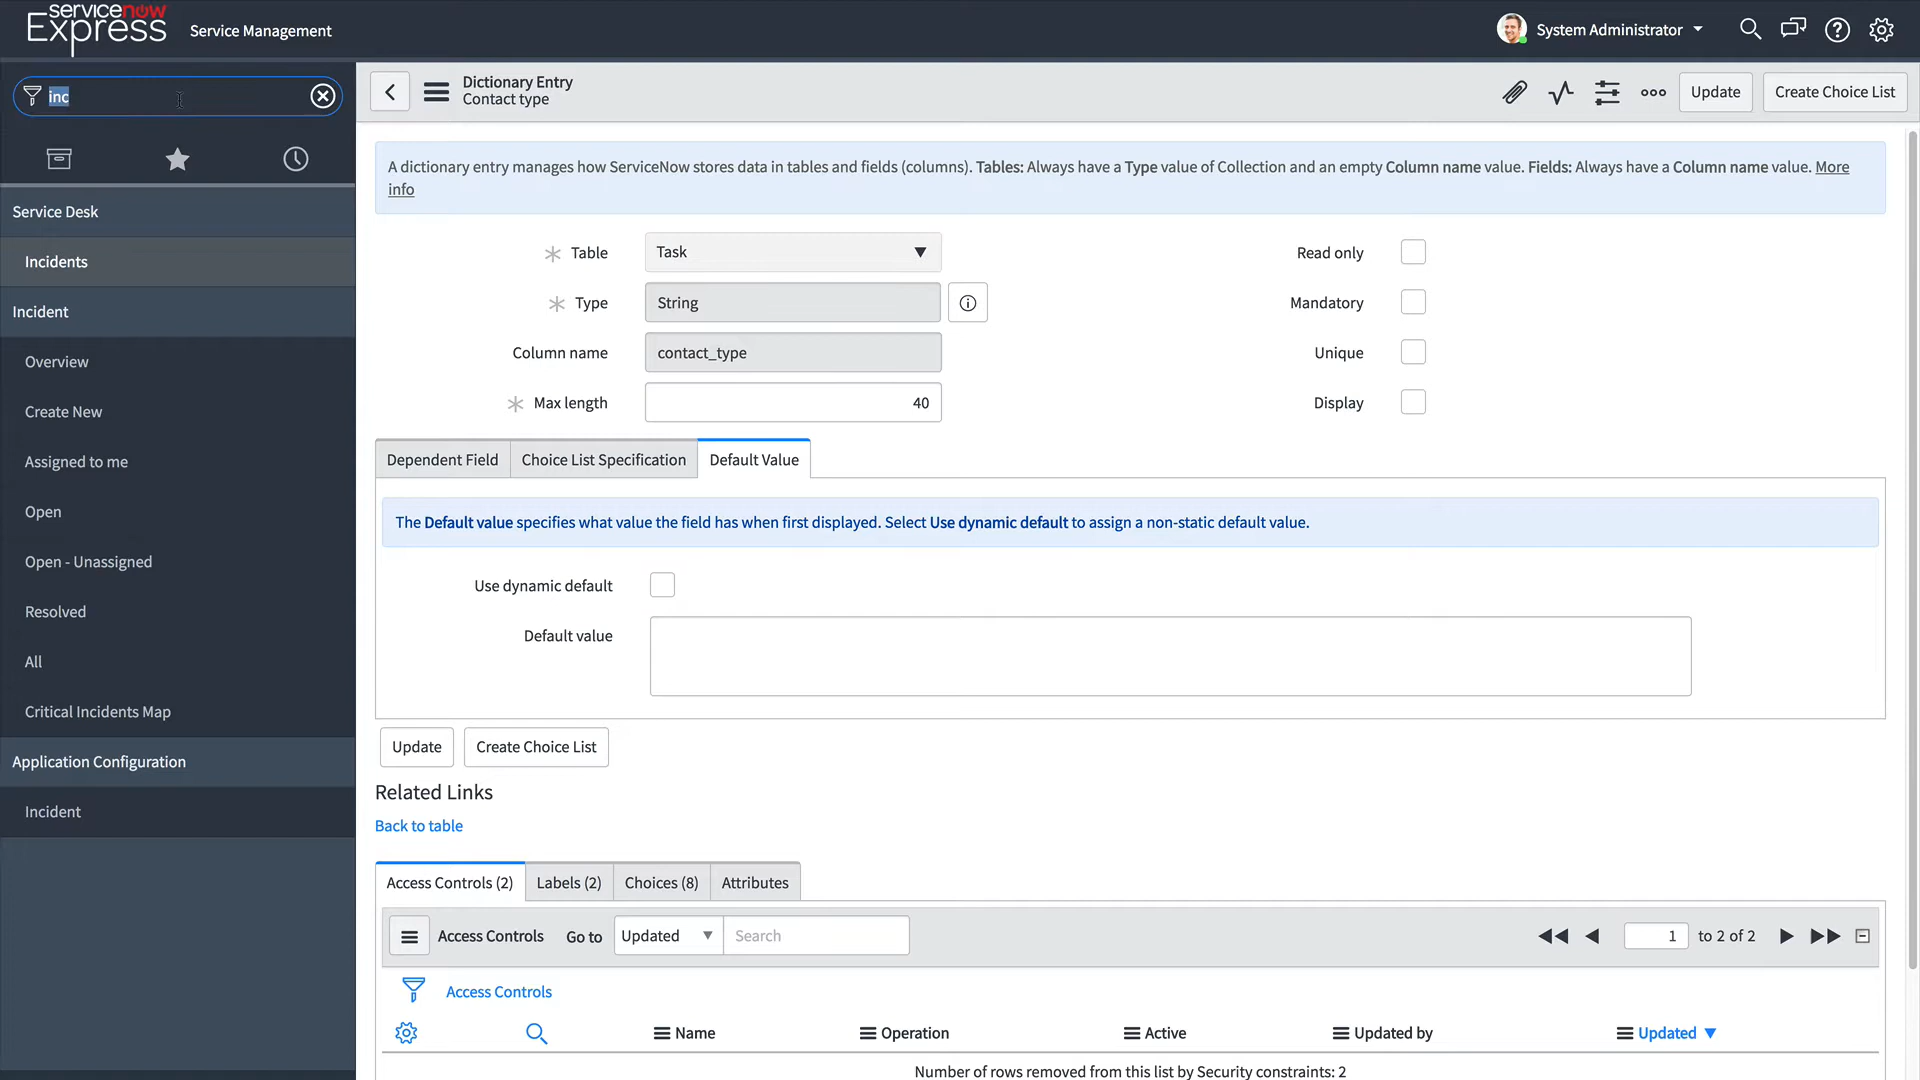 servicenow
Express
Service Management
System Administrator
inc
Service Desk
Incidents
Incident
Overview
Create New
Assigned to me
Open
Open - Unassigned
Resolved
All
Critical Incidents Map
Application Configuration
Incident
Dictionary Entry
Contact type
Update
Create Choice List
A dictionary entry manages how ServiceNow stores data in tables and fields (columns). Tables: Always have a Type value of Collection and an empty Column name value. Fields: Always have a Column name value. More
info
Table Task Read only
Type String Mandatory
Column name contact_type Unique
Max length 40 Display
Dependent Field Choice List Specification Default Value
The Default value specifies what value the field has when first displayed. Select Use dynamic default to assign a non-static default value.
Use dynamic default
Default value
Update Create Choice List
Related Links
Back to table
Access Controls (2) Labels (2) Choices (8) Attributes
Access Controls Go to Updated Search 1 to 2 of 2
Access Controls
Name Operation Active Updated by Updated
Number of rows removed from this list by Security constraints: 2